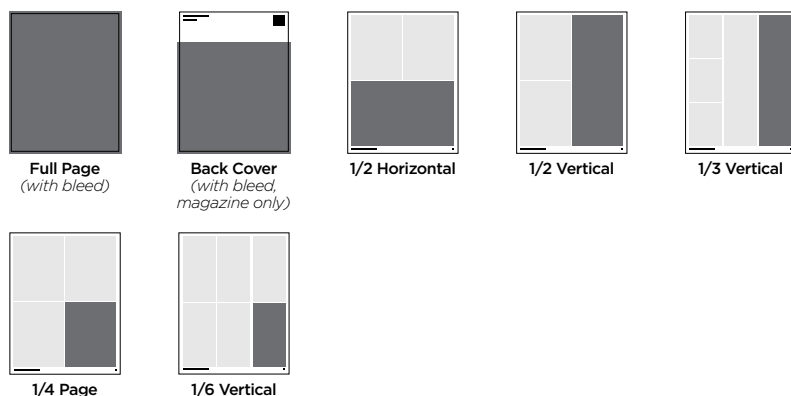 Full Page
(with bleed)
Back Cover
(with bleed,
magazine only)
1/2 Horizontal
1/2 Vertical
1/3 Vertical
1/4 Page
1/6 Vertical